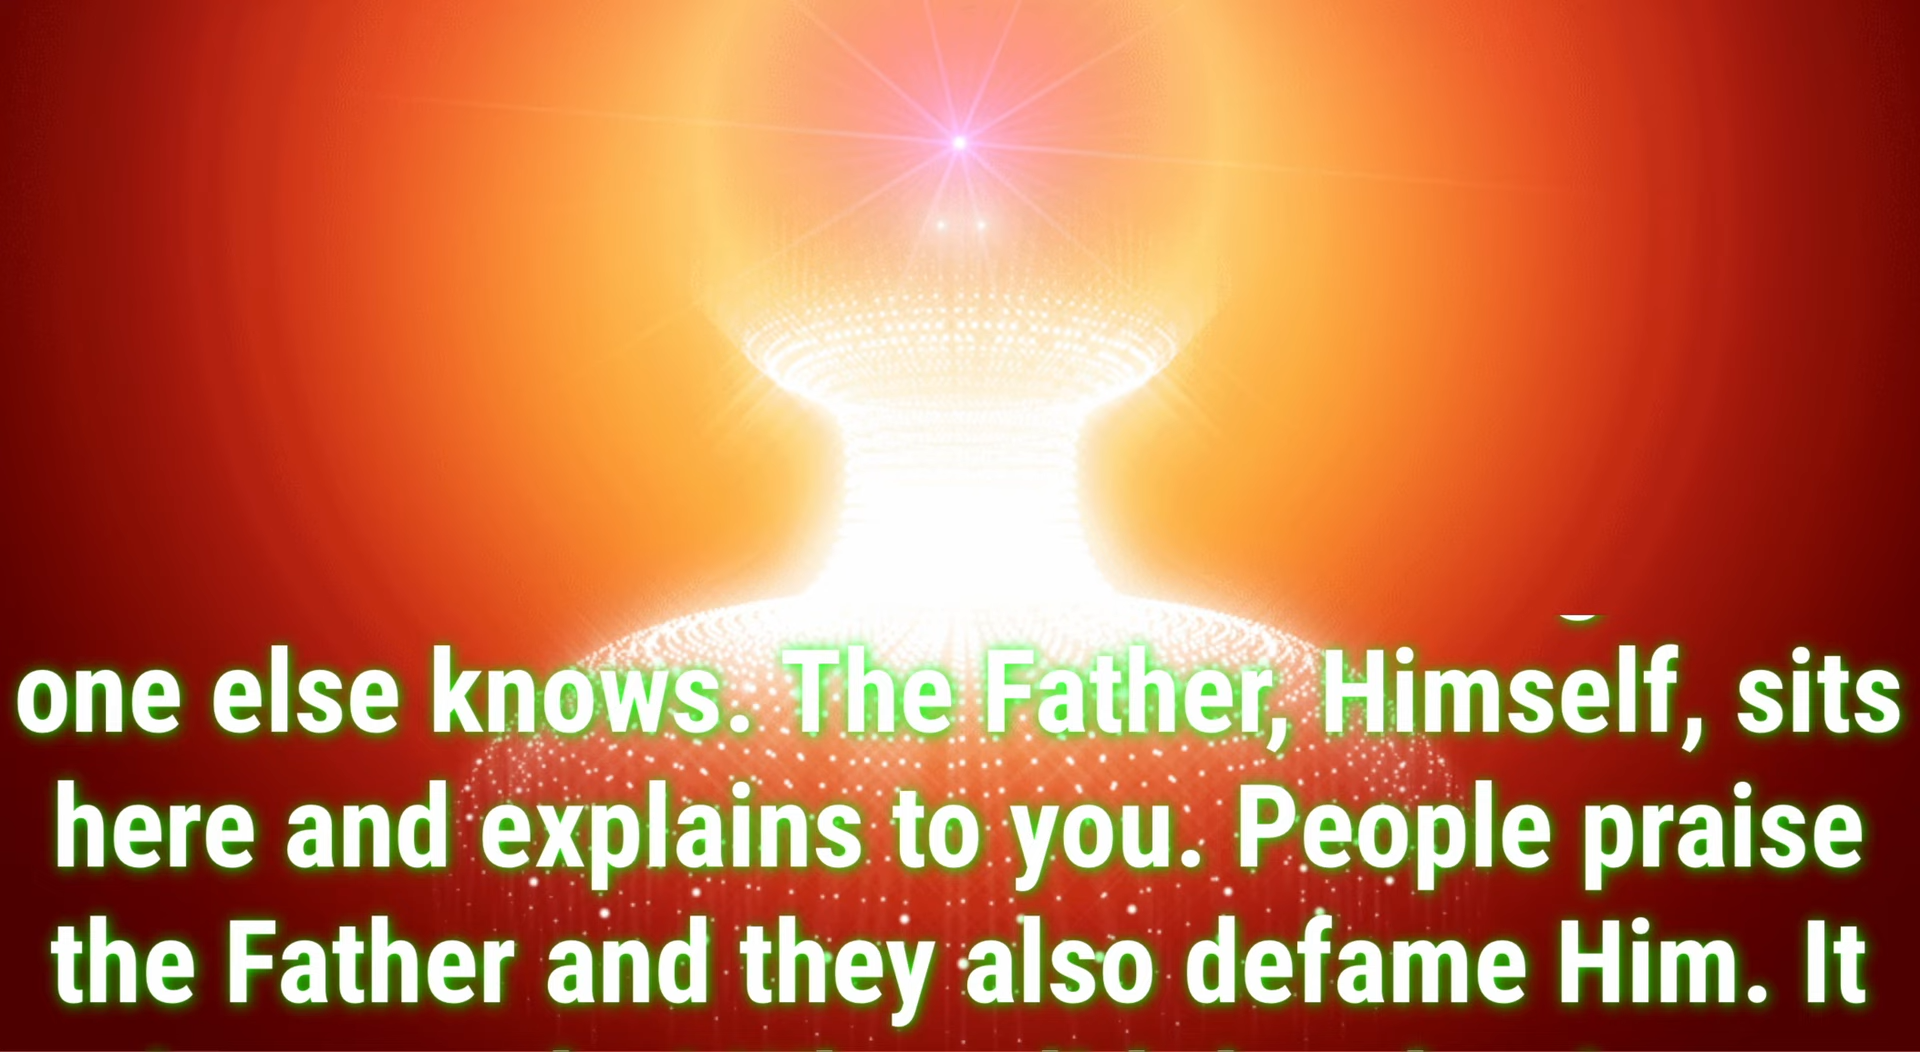 one else knows. The Father, Himself, sits
here and explains to you. People praise
the Father and they also defame Him. It